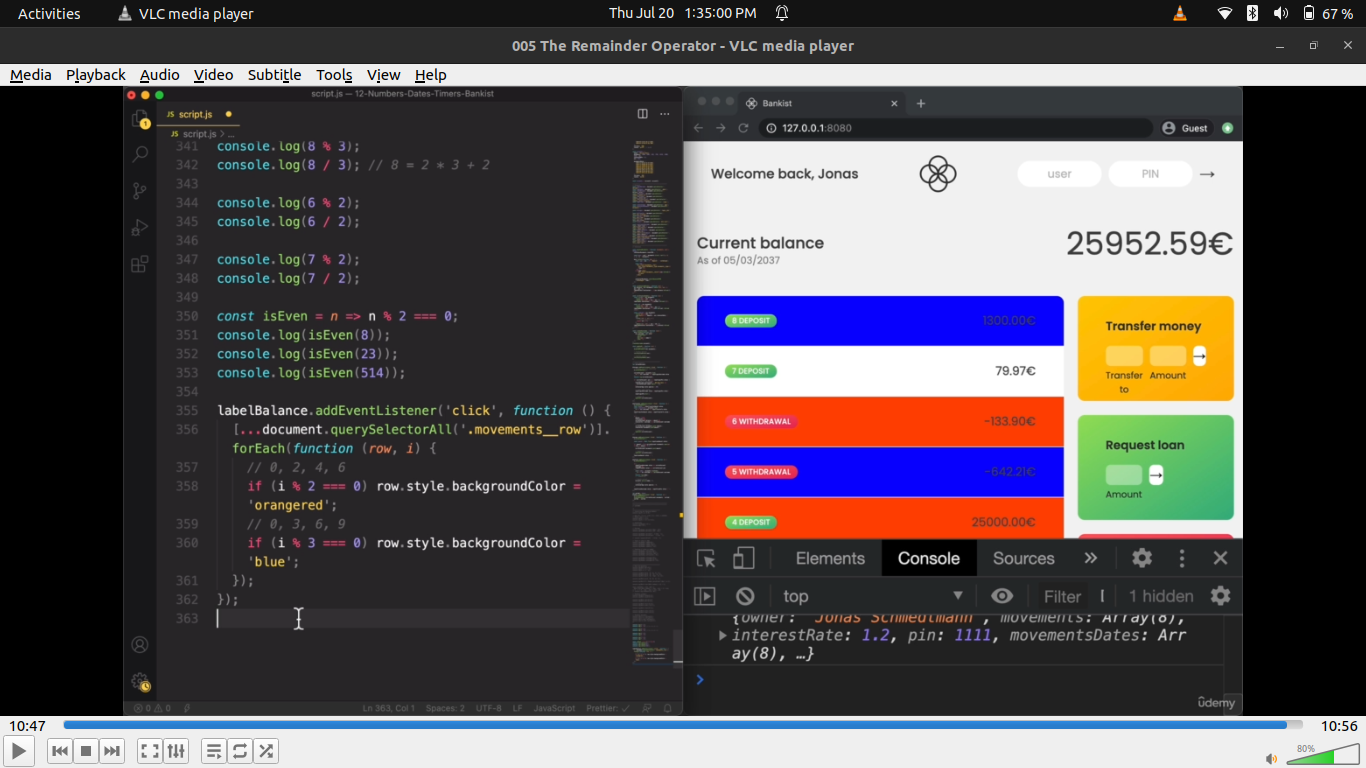 Activities VLC media player Thu Jul 20 1:35:00 PM 67 %
005 The Remainder Operator - VLC media player
Media Playback Audio Video Subtitle Tools View Help
script.js — 12-Numbers-Dates-Timers-Bankist
JS script.js
JS script.js > ...
341 console.log(8 % 3);
342 console.log(8 / 3); // 8 = 2 * 3 + 2
343
344 console.log(6 % 2);
345 console.log(6 / 2);
346
347 console.log(7 % 2);
348 console.log(7 / 2);
349
350 const isEven = n => n % 2 === 0;
351 console.log(isEven(8));
352 console.log(isEven(23));
353 console.log(isEven(514));
354
355 labelBalance.addEventListener('click', function () {
356 [...document.querySelectorAll('.movements__row')].
forEach(function (row, i) {
357 // 0, 2, 4, 6
358 if (i % 2 === 0) row.style.backgroundColor =
'orangered';
359 // 0, 3, 6, 9
360 if (i % 3 === 0) row.style.backgroundColor =
'blue';
361 });
362 });
363
0 0 Ln 363, Col 1 Spaces: 2 UTF-8 LF JavaScript Prettier: ✓
Bankist
127.0.0.1:8080 Guest
Welcome back, Jonas user PIN →
Current balance 25952.59€
As of 05/03/2037
8 DEPOSIT 1300.00€
7 DEPOSIT 79.97€
6 WITHDRAWAL -133.90€
5 WITHDRAWAL -642.21€
4 DEPOSIT 25000.00€
Transfer money
→
Transfer to Amount
Request loan
→
Amount
Elements Console Sources »
top Filter 1 hidden
{owner: "Jonas Schmedtmann", movements: Array(8),
interestRate: 1.2, pin: 1111, movementsDates: Arr
ay(8), …}
ûdemy
10:47 10:56
80%